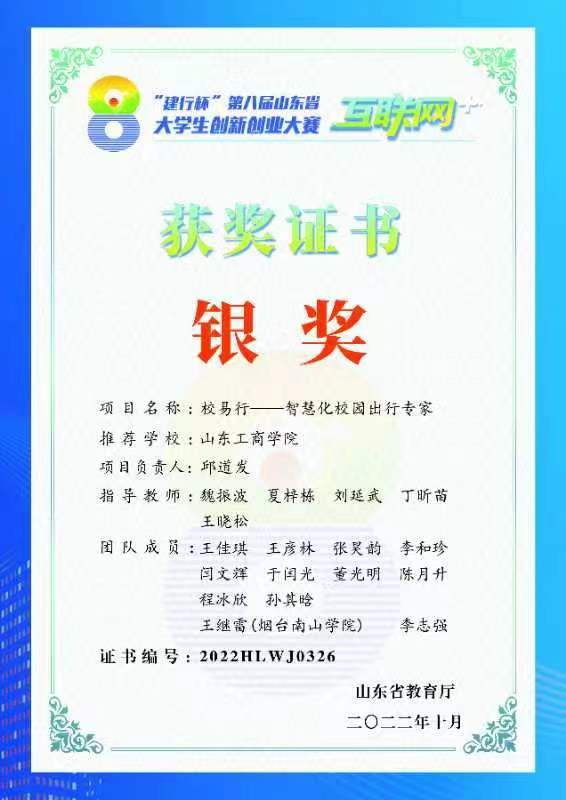 “建行杯”第八届山东省
大学生创新创业大赛
互联网+
获奖证书
银奖
项目名称：校易行——智慧化校园出行专家
推荐学校：山东工商学院
项目负责人：邱道发
指导教师：魏振波 夏梓栋 刘延武 丁昕苗
王晓松
团队成员：王佳琪 王彦林 张炅韵 李和珍
闫文辉 于闰光 董光明 陈月升
程冰欣 孙其晗
王继雷(烟台南山学院) 李志强
证书编号：2022HLWJ0326
山东省教育厅
二〇二二年十月